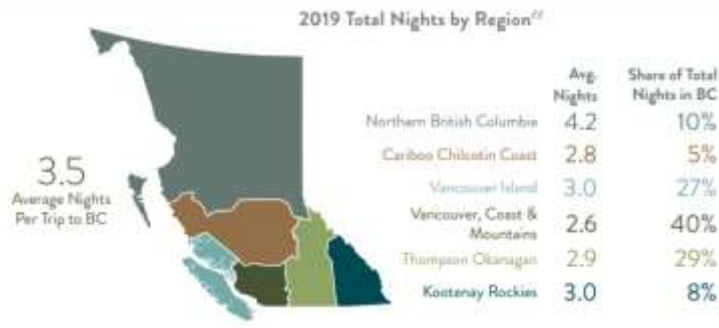 2019 Total Nights by Region
Avg. Nights Share of Total Nights in BC
Northern British Columbia 4.2 10%
Cariboo Chilcotin Coast 2.8 5%
Vancouver Island 3.0 27%
Vancouver, Coast & Mountains 2.6 40%
Thompson Okanagan 2.9 29%
Kootenay Rockies 3.0 8%
3.5
Average Nights
Per Trip to BC